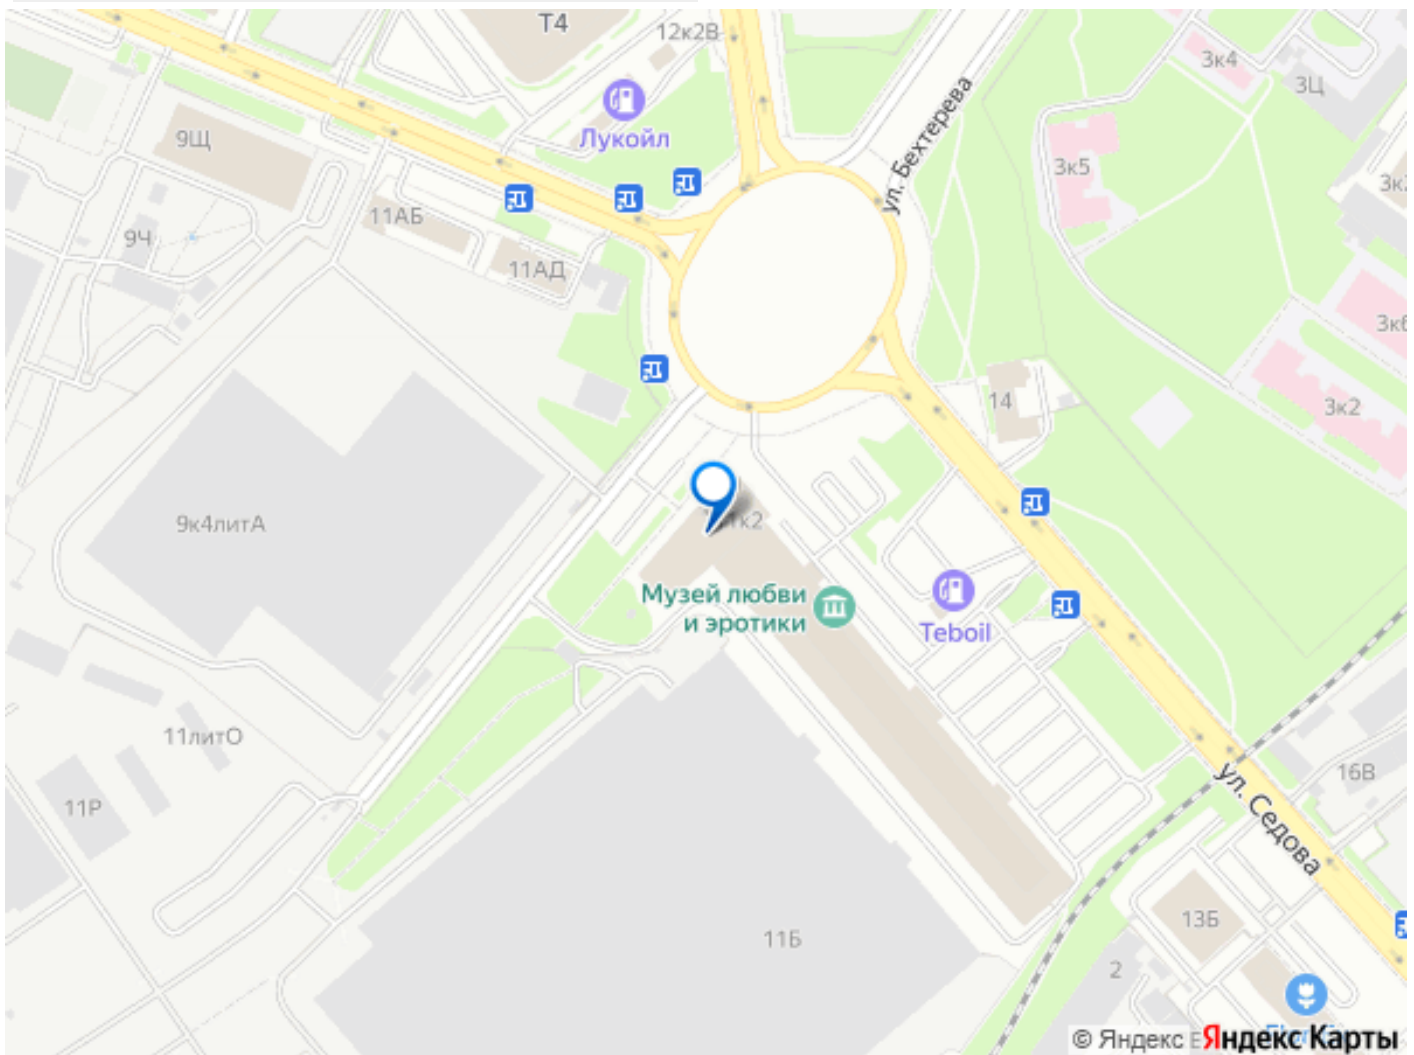 T4
12к2В
3к4
3Ц
Лукойл
9Щ
ул. Бехтерева
3к5
11АБ
9Ч
11АД
14
3к2
9к4литА
Музей любви
и эротики
Teboil
11литО
16В
11Р
ул. Седова
13Б
11Б
2
© Яндекс
Яндекс Карты